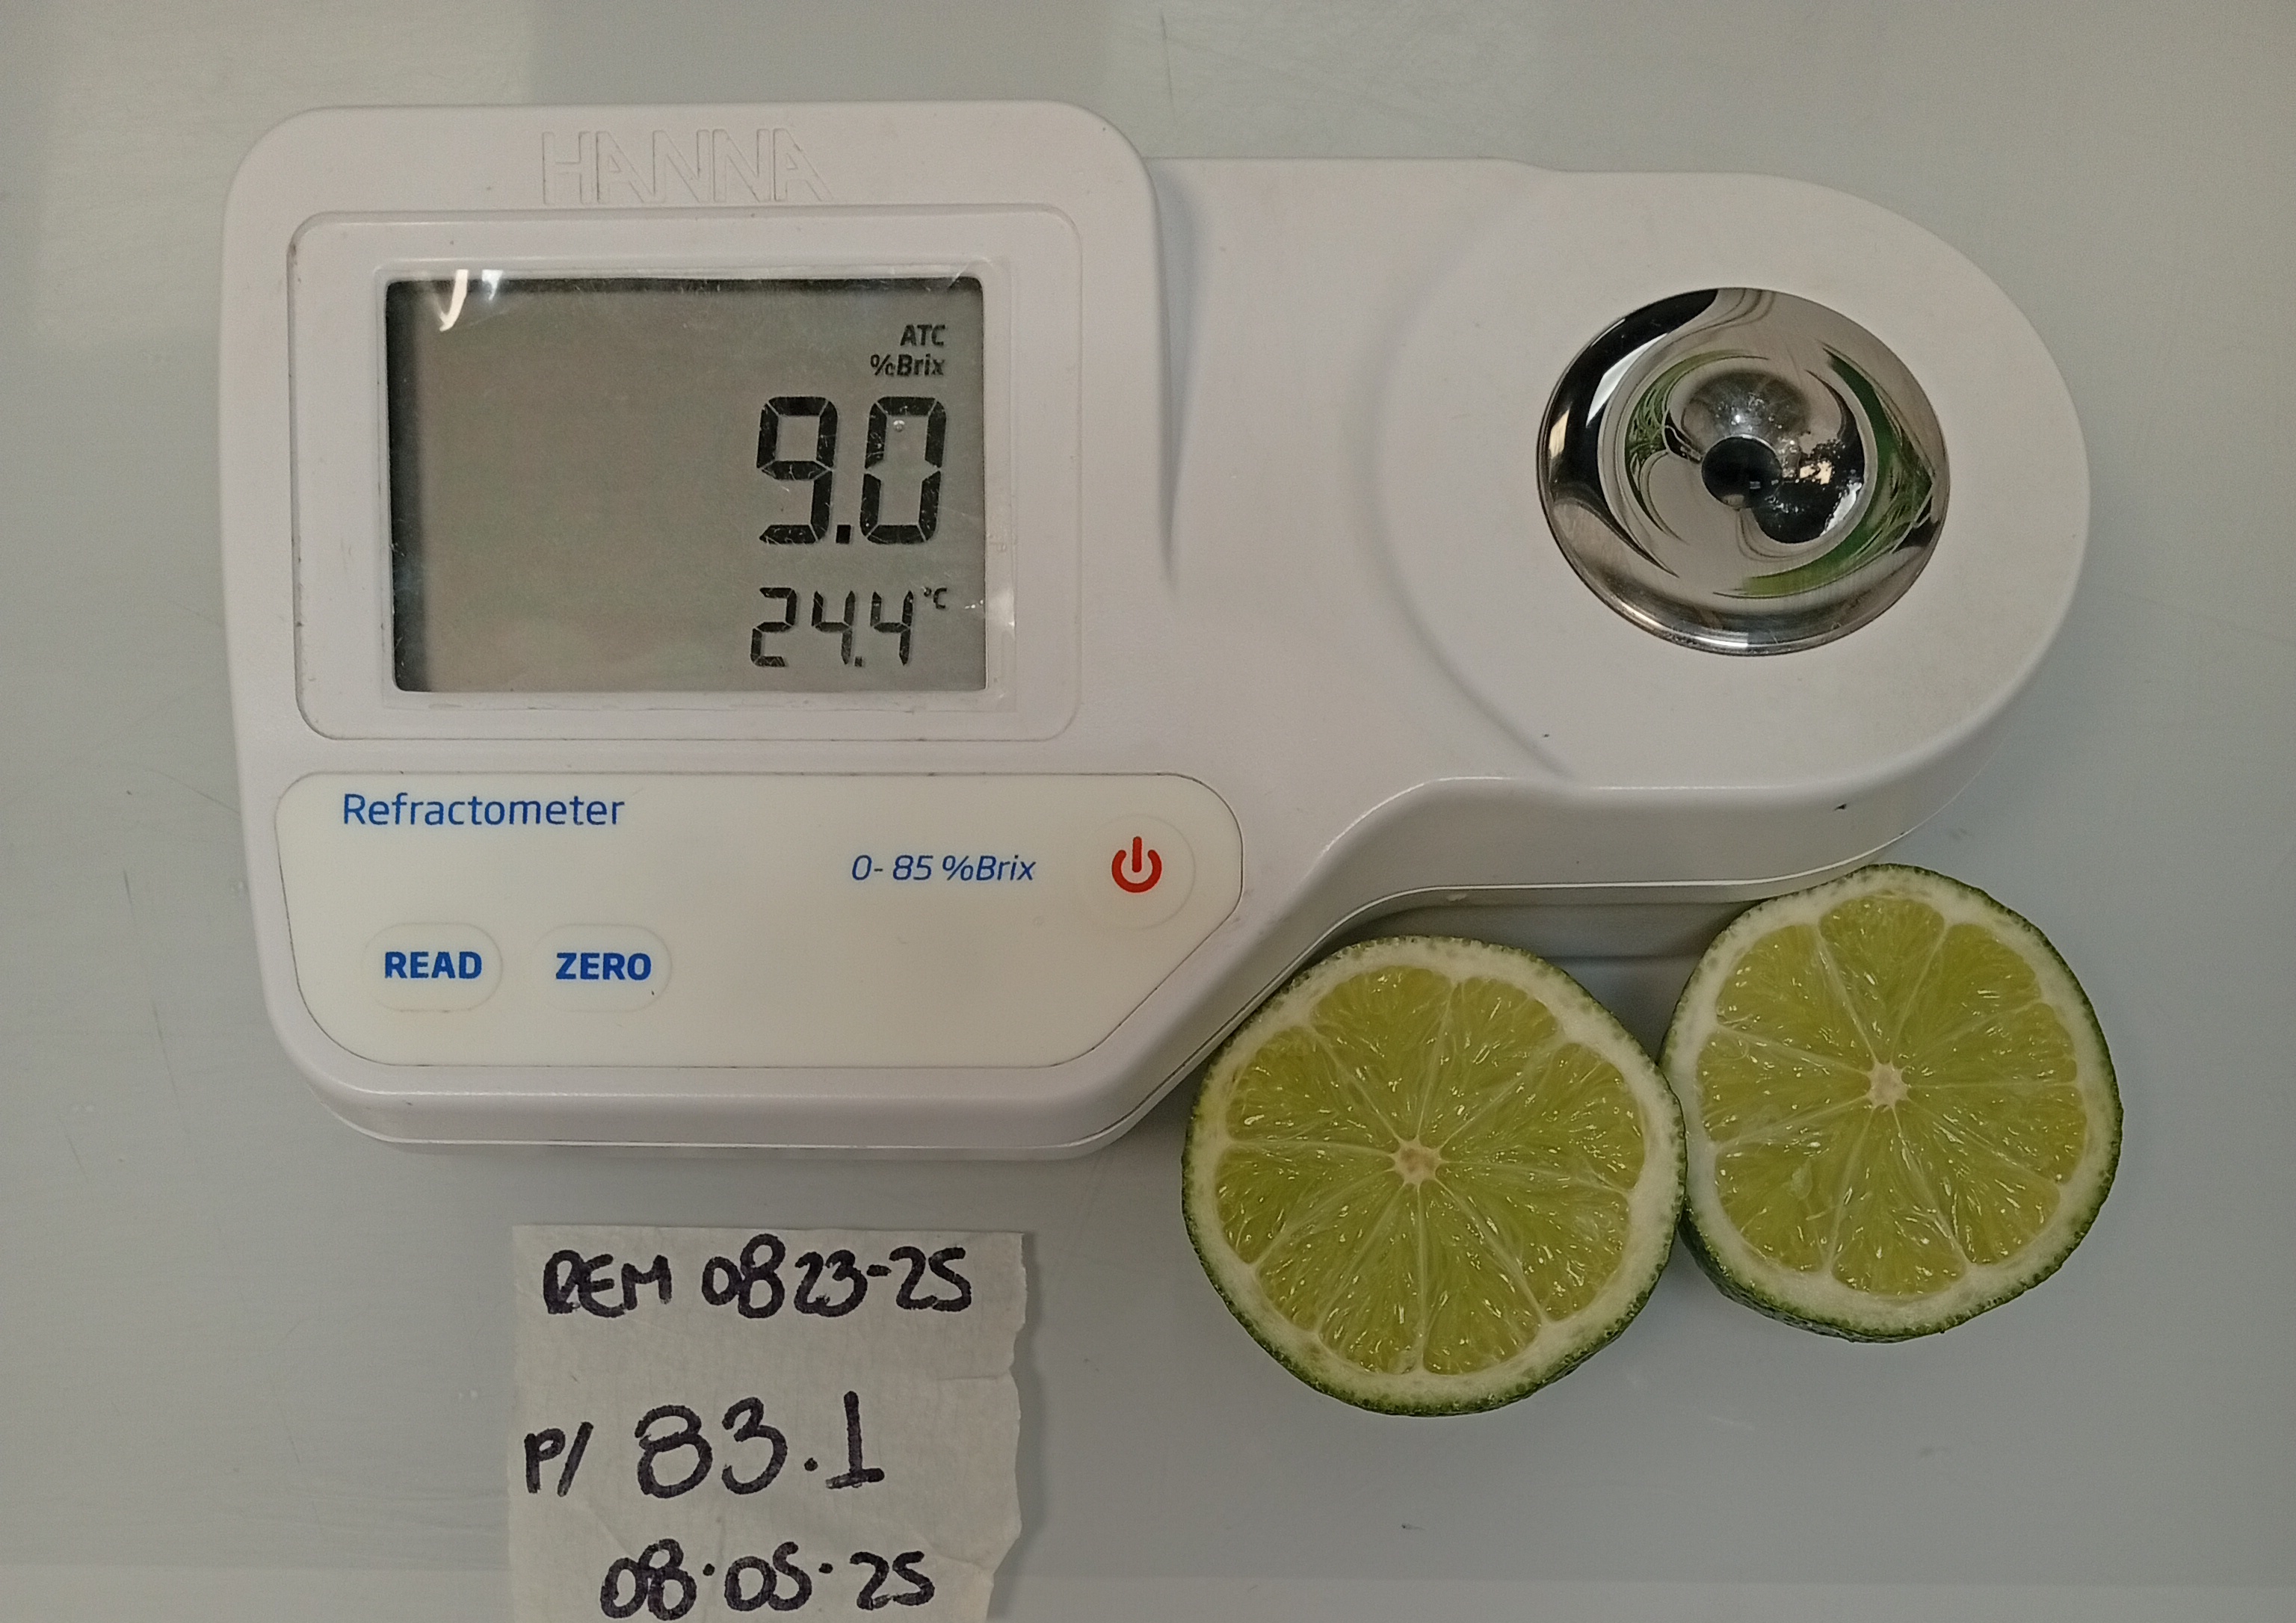 HANNA
ATC
%Brix
9.0
24.4°C
Refractometer
0- 85 %Brix
READ ZERO
REM 0823-25
P/ 83.1
08.05.25